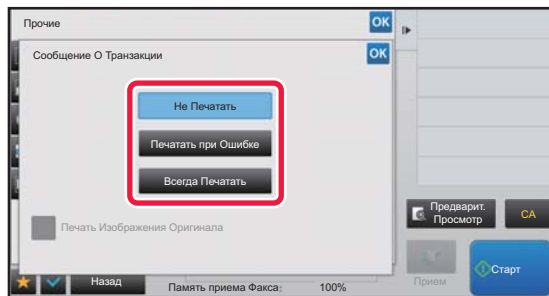 Прочие
OK
Сообщение О Транзакции
OK
Не Печатать
Печатать при Ошибке
Всегда Печатать
Печать Изображения Оригинала
Предварит.
Просмотр
CA
Назад
Память приема Факса:
100%
Прием
Старт